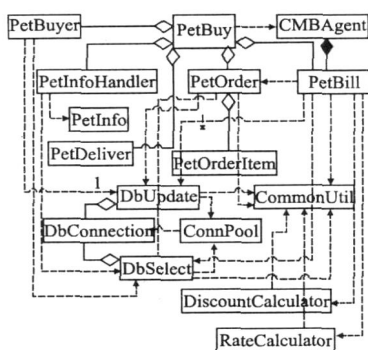 PetBuyer
PetBuy
CMBAgent
PetInfoHandler
PetOrder
PetBill
PetInfo
PetDeliver
PetOrderItem
1
DbUpdate
CommonUtil
DbConnection
ConnPool
DbSelect
DiscountCalculator
RateCalculator